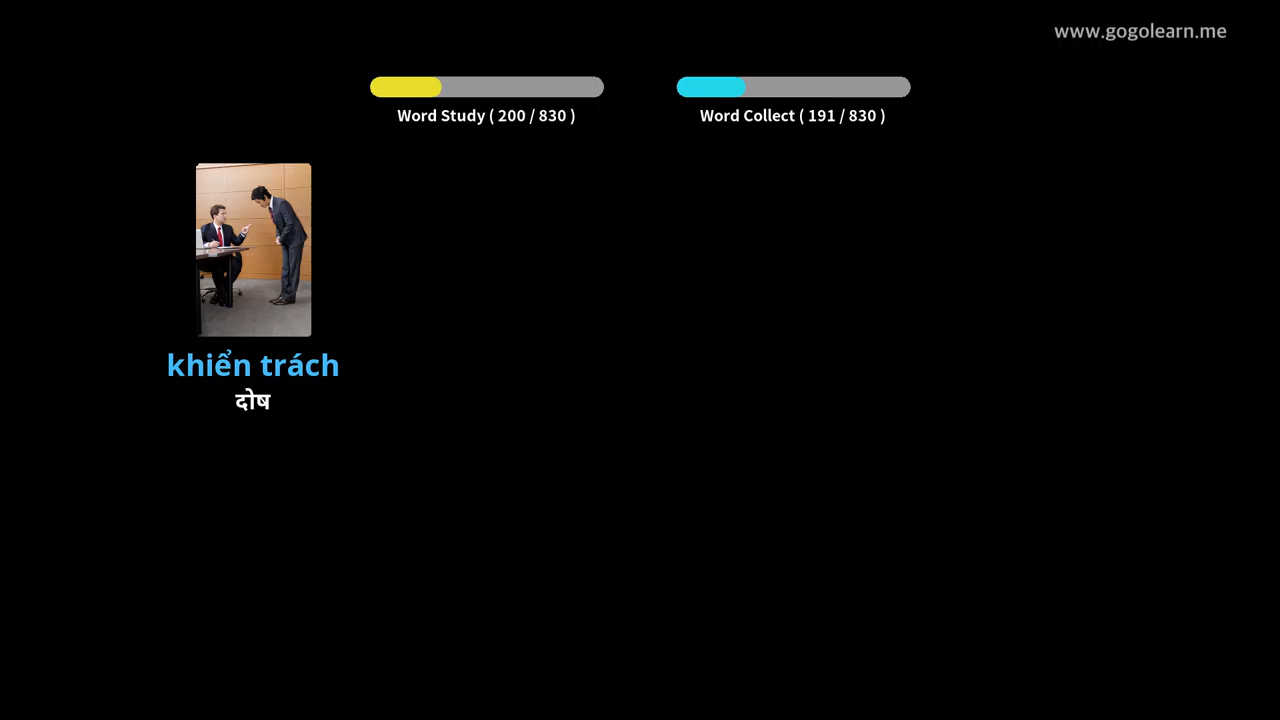 www.gogolearn.me
Word Study ( 200 / 830 )
Word Collect ( 191 / 830 )
khiển trách
दोष